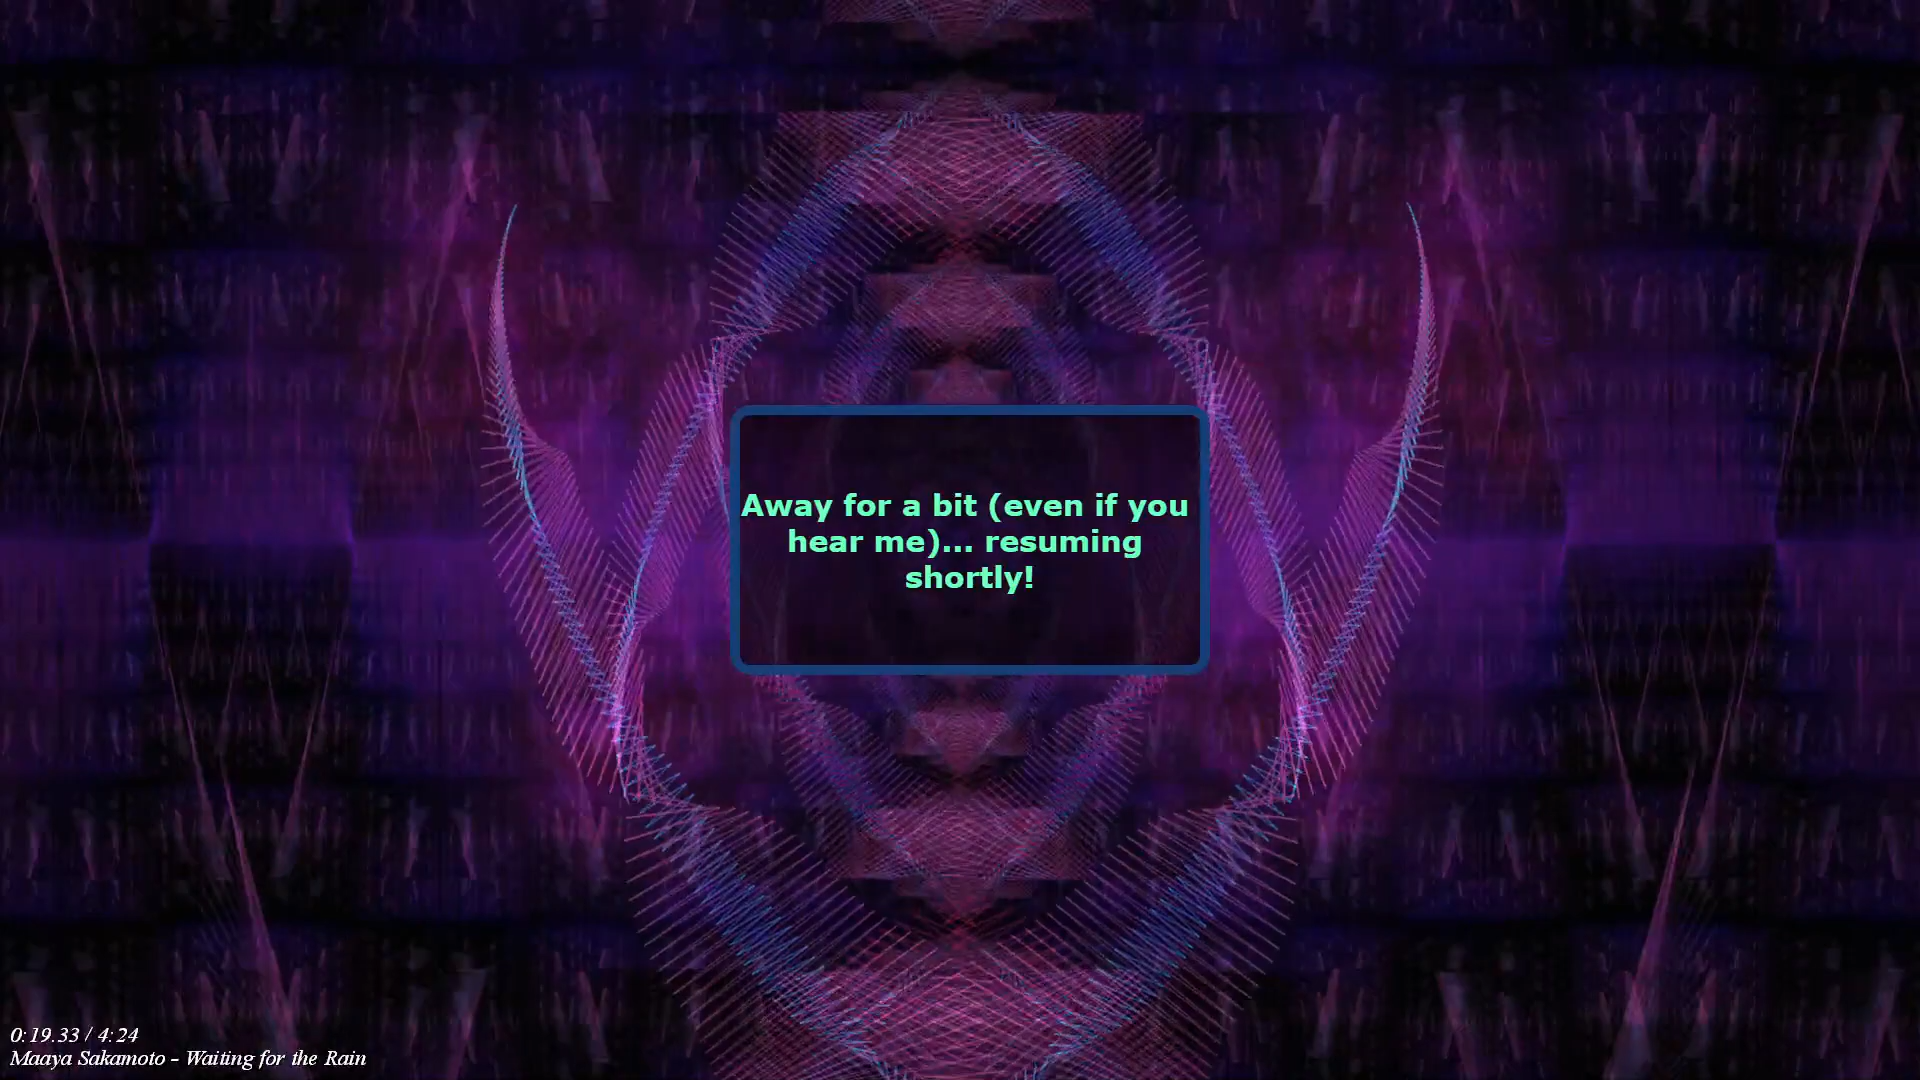 Away for a bit (even if you
hear me)... resuming
shortly!
0:19.33 / 4:24
Maaya Sakamoto - Waiting for the Rain